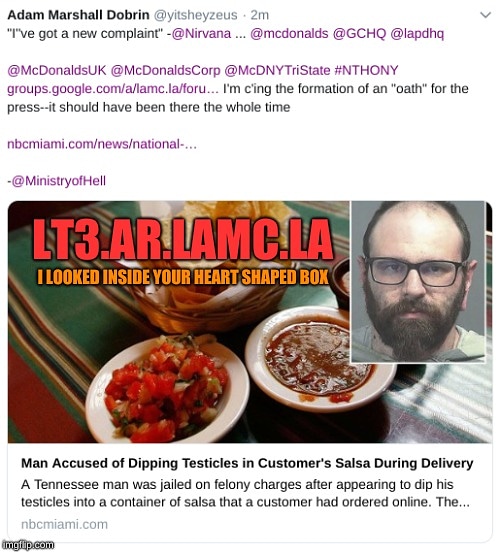 Adam Marshall Dobrin @yitsheyzeus · 2m
"I"ve got a new complaint" -@Nirvana ... @mcdonalds @GCHQ @lapdhq
@McDonaldsUK @McDonaldsCorp @McDNYTriState #NTHONY
groups.google.com/a/lamc.la/foru… I'm c'ing the formation of an "oath" for the
press--it should have been there the whole time
nbcmiami.com/news/national-…
-@MinistryofHell
LT3.AR.LAMC.LA
I LOOKED INSIDE YOUR HEART SHAPED BOX
Man Accused of Dipping Testicles in Customer's Salsa During Delivery
A Tennessee man was jailed on felony charges after appearing to dip his
testicles into a container of salsa that a customer had ordered online. The...
nbcmiami.com
imgflip.com